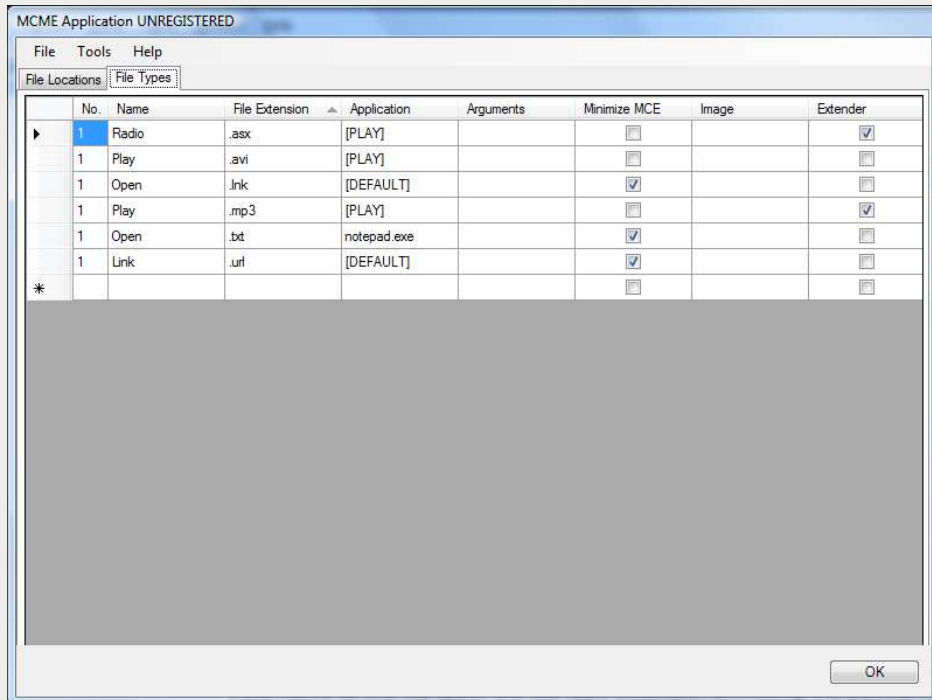 MCME Application UNREGISTERED
File Tools Help
File Locations File Types
No. Name File Extension Application Arguments Minimize MCE Image Extender
1 Radio .asx [PLAY]
1 Play .avi [PLAY]
1 Open .lnk [DEFAULT]
1 Play .mp3 [PLAY]
1 Open .txt notepad.exe
1 Link .url [DEFAULT]
OK